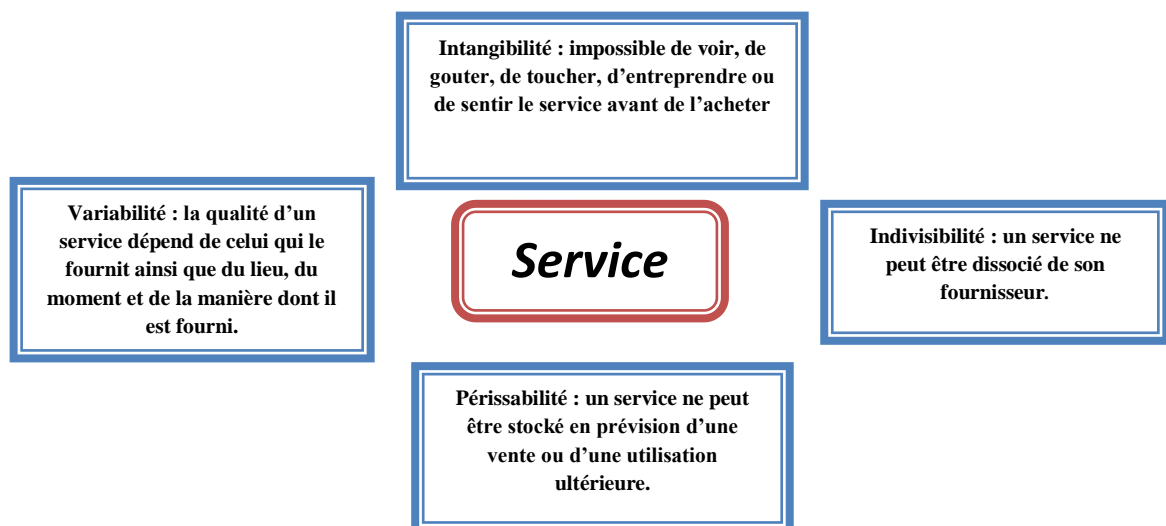 Intangibilité : impossible de voir, de
gouter, de toucher, d’entreprendre ou
de sentir le service avant de l’acheter
Variabilité : la qualité d’un
service dépend de celui qui le
fournit ainsi que du lieu, du
moment et de la manière dont il
est fourni.
Service
Indivisibilité : un service ne
peut être dissocié de son
fournisseur.
Périssabilité : un service ne peut
être stocké en prévision d’une
vente ou d’une utilisation
ultérieure.